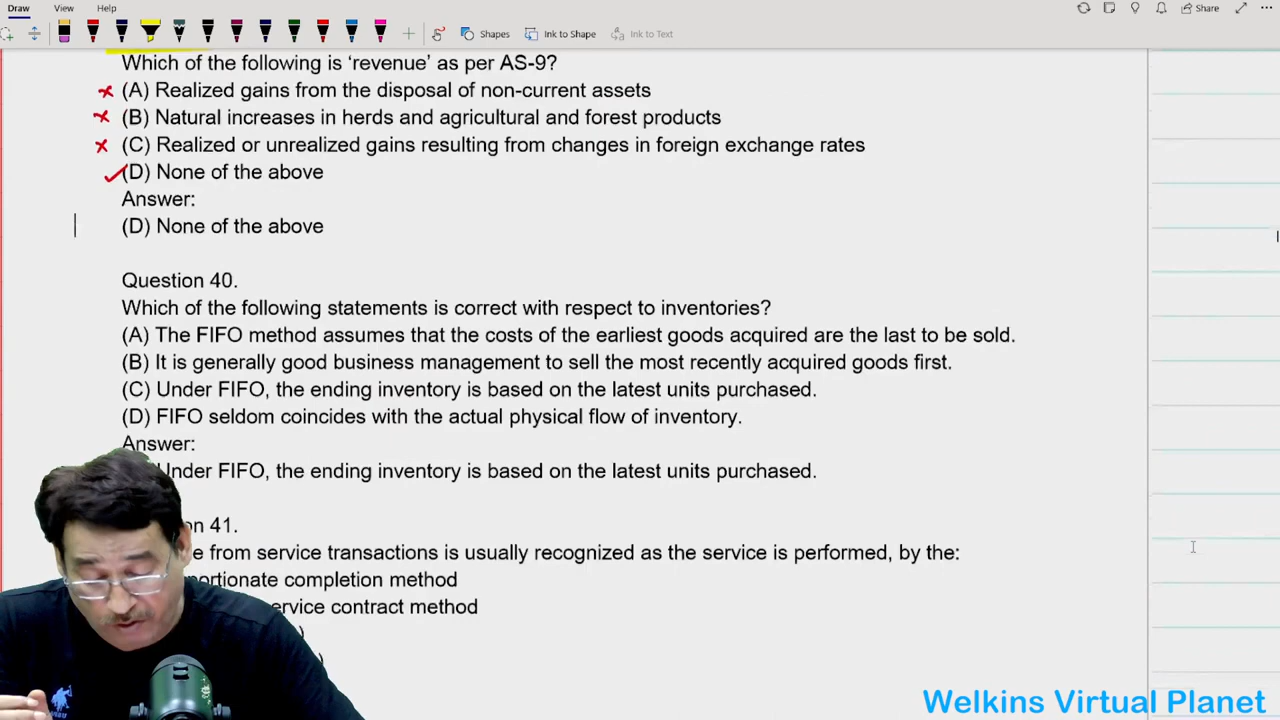 Draw View Help
Share
Shapes Ink to Shape Ink to Text
Which of the following is ‘revenue’ as per AS-9?
(A) Realized gains from the disposal of non-current assets
(B) Natural increases in herds and agricultural and forest products
(C) Realized or unrealized gains resulting from changes in foreign exchange rates
(D) None of the above
Answer:
(D) None of the above
Question 40.
Which of the following statements is correct with respect to inventories?
(A) The FIFO method assumes that the costs of the earliest goods acquired are the last to be sold.
(B) It is generally good business management to sell the most recently acquired goods first.
(C) Under FIFO, the ending inventory is based on the latest units purchased.
(D) FIFO seldom coincides with the actual physical flow of inventory.
Answer:
Under FIFO, the ending inventory is based on the latest units purchased.
41.
from service transactions is usually recognized as the service is performed, by the:
completion method
service contract method
Welkins Virtual Planet